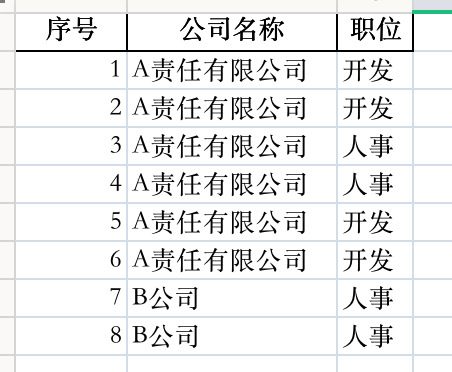 序号 公司名称 职位
1 A责任有限公司 开发
2 A责任有限公司 开发
3 A责任有限公司 人事
4 A责任有限公司 人事
5 A责任有限公司 开发
6 A责任有限公司 开发
7 B公司 人事
8 B公司 人事